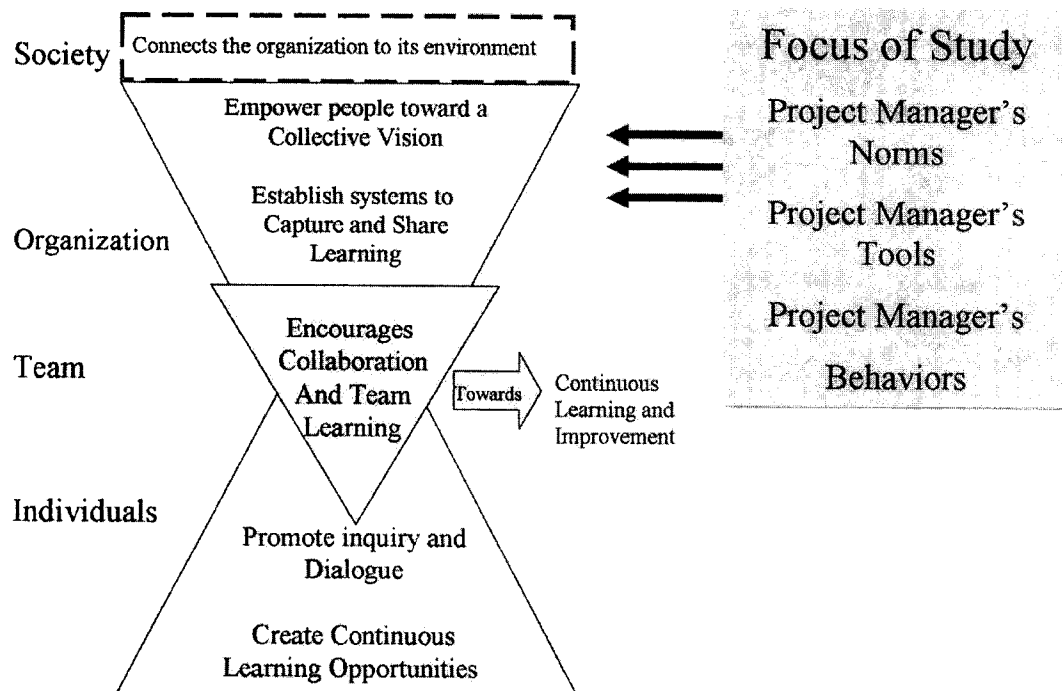 Society
Connects the organization to its environment
Empower people toward a
Collective Vision
Establish systems to
Capture and Share
Learning
Organization
Encourages
Collaboration
And Team
Learning
Team
Towards
Continuous
Learning and
Improvement
Individuals
Promote inquiry and
Dialogue
Create Continuous
Learning Opportunities
Focus of Study
Project Manager's
Norms
Project Manager's
Tools
Project Manager's
Behaviors